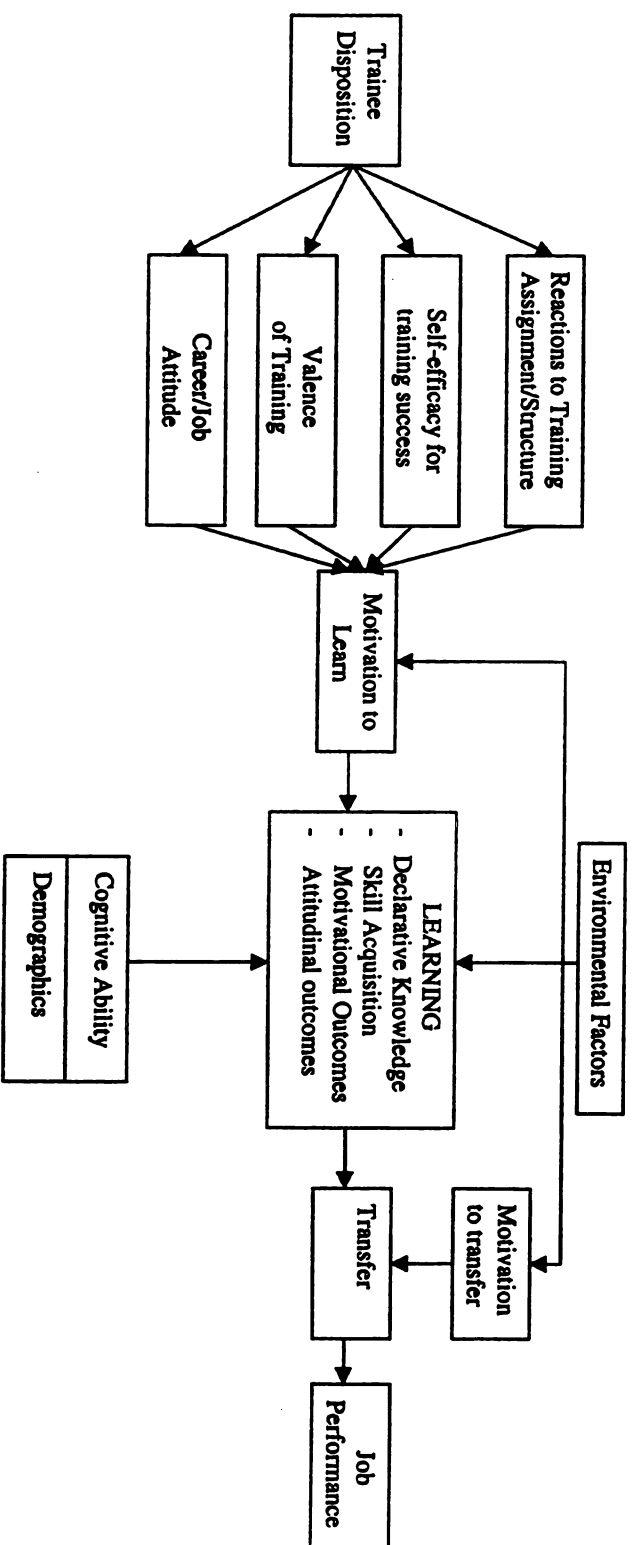 Trainee
Disposition
Reactions to Training
Assignment/Structure
Self-efficacy for
training success
Valence
of Training
Career/Job
Attitude
Motivation to
Learn
Environmental Factors
LEARNING
- Declarative Knowledge
- Skill Acquisition
- Motivational Outcomes
- Attitudinal outcomes
Cognitive Ability
Demographics
Motivation
to transfer
Transfer
Job
Performance